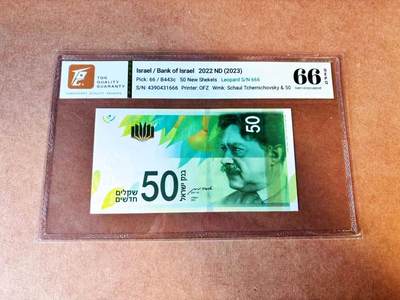 TQG
TOP
QUALITY
GUARANTY
Israel / Bank of Israel 2022 ND (2023)
Pick: 66 / B443c 50 New Shekels Leopard S/N 666
S/N: 4390431666 Printer: OFZ Wmk: Schaul Tchernichovsky & 50
66
50
50
שקלים
חדשים
בנק ישראל